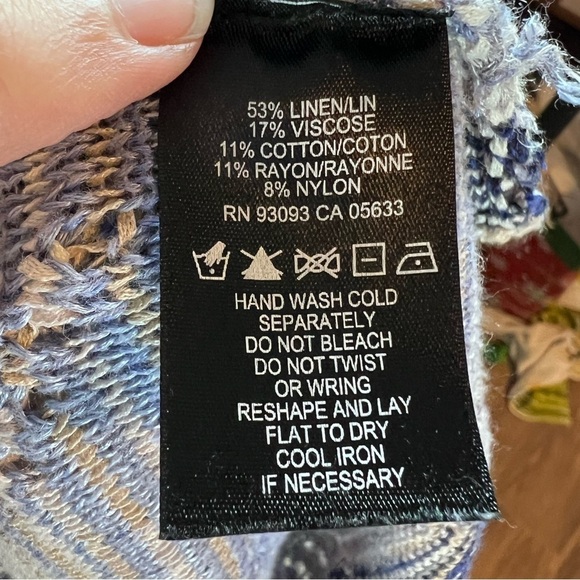 53% LINEN/LIN
17% VISCOSE
11% COTTON/COTON
11% RAYON/RAYONNE
8% NYLON
RN 93093 CA 05633
HAND WASH COLD
SEPARATELY
DO NOT BLEACH
DO NOT TWIST
OR WRING
RESHAPE AND LAY
FLAT TO DRY
COOL IRON
IF NECESSARY